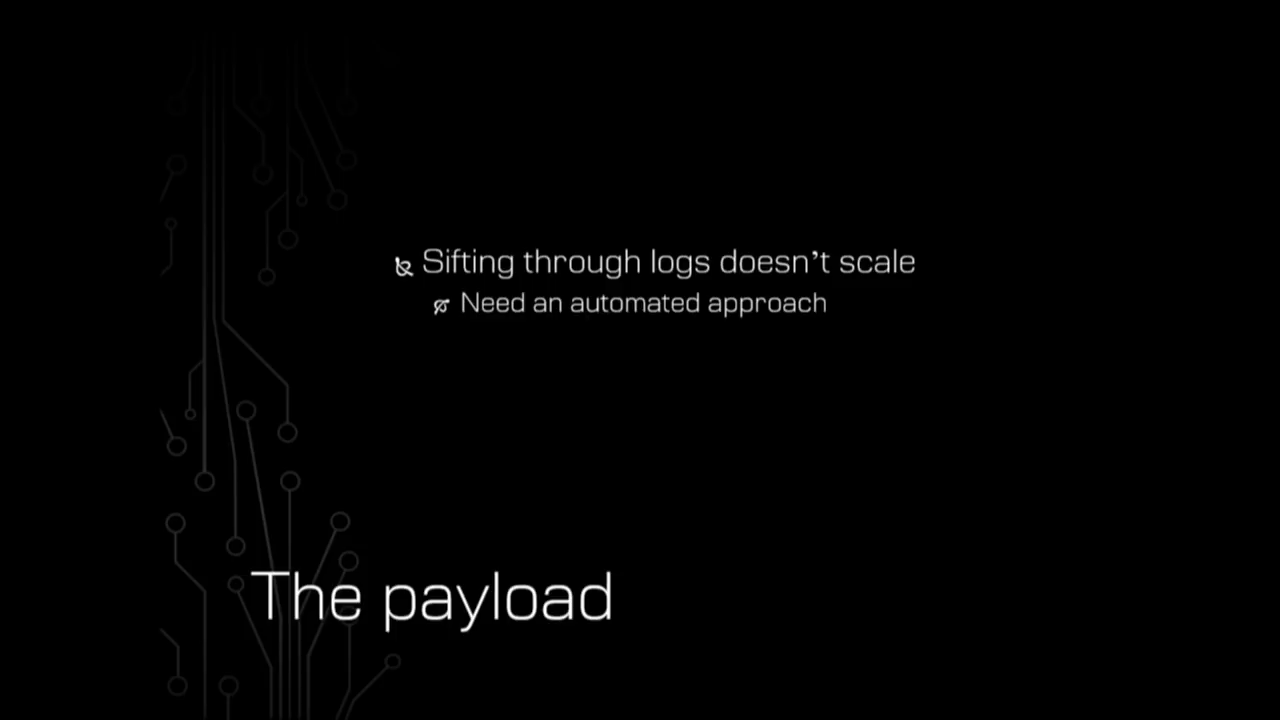 Sifting through logs doesn’t scale
Need an automated approach
The payload